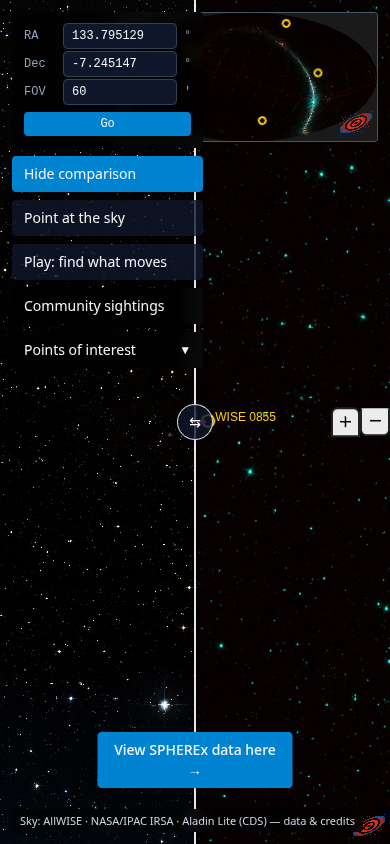 RA 133.795129 °
Dec -7.245147 °
FOV 60 '
Go
Hide comparison
Point at the sky
Play: find what moves
Community sightings
Points of interest ▼
⇆ WISE 0855
+ −
View SPHEREx data here
→
Sky: AllWISE · NASA/IPAC IRSA · Aladin Lite (CDS) — data & credits